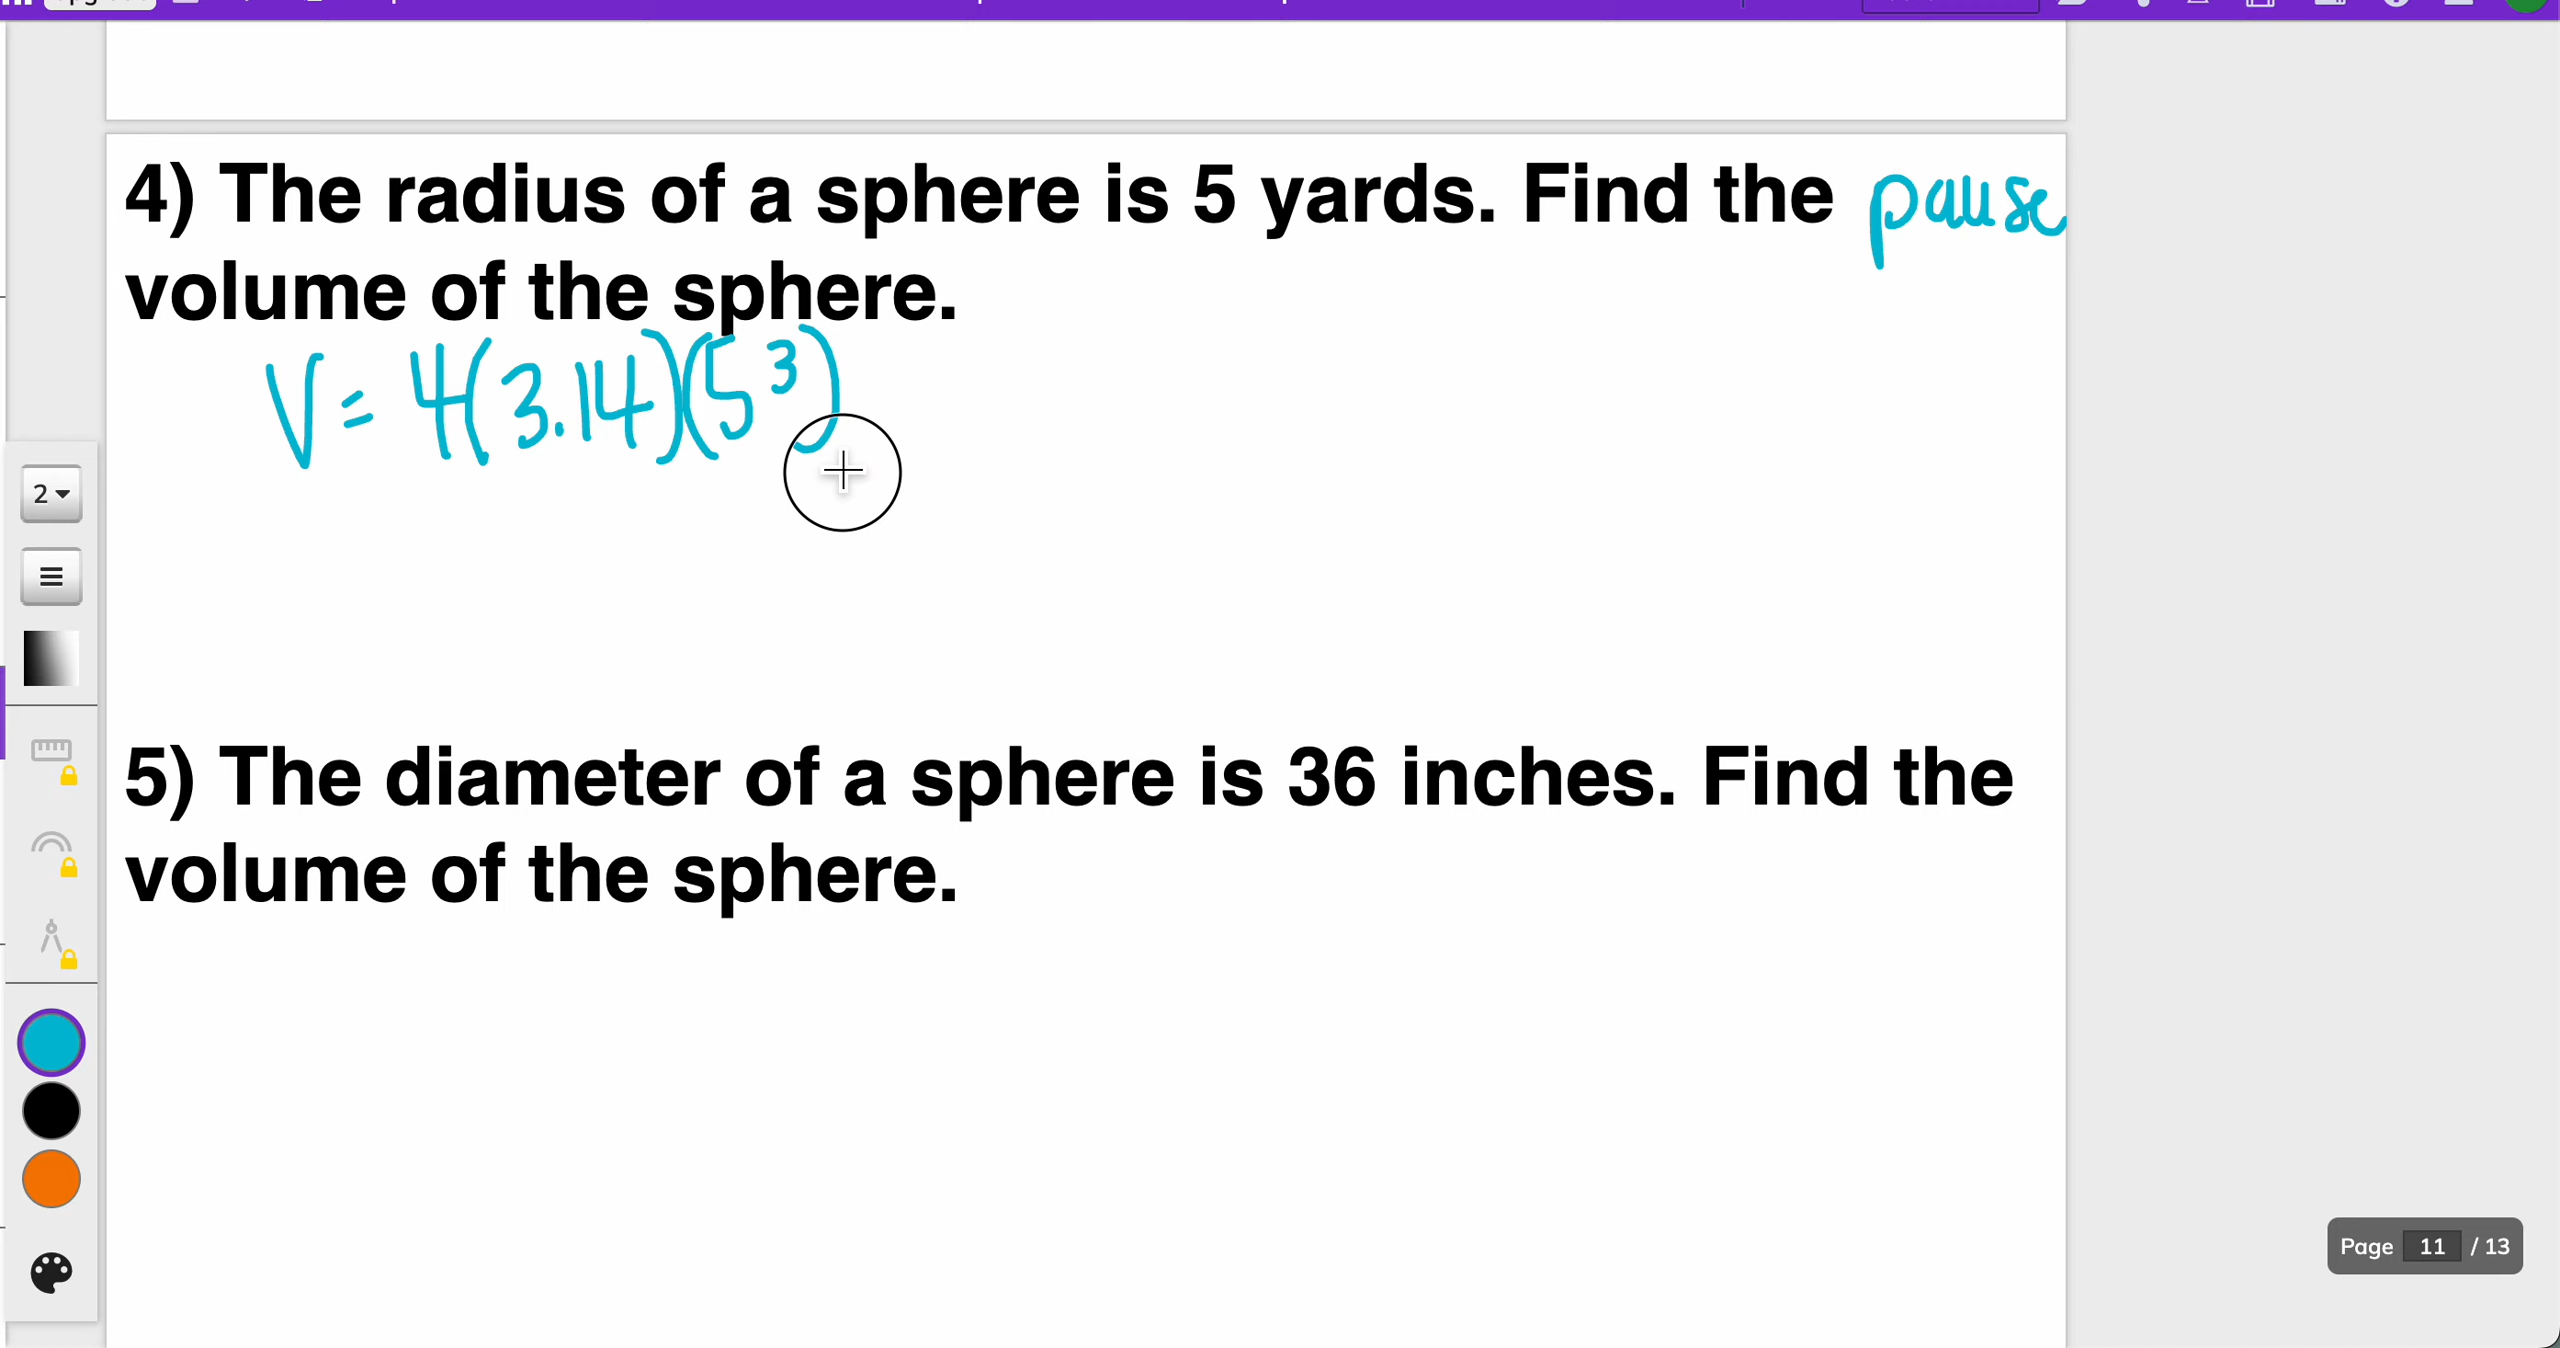 4) The radius of a sphere is 5 yards. Find the pause
volume of the sphere.
V = 4(3.14)(5³)
2
5) The diameter of a sphere is 36 inches. Find the
volume of the sphere.
Page 11 / 13